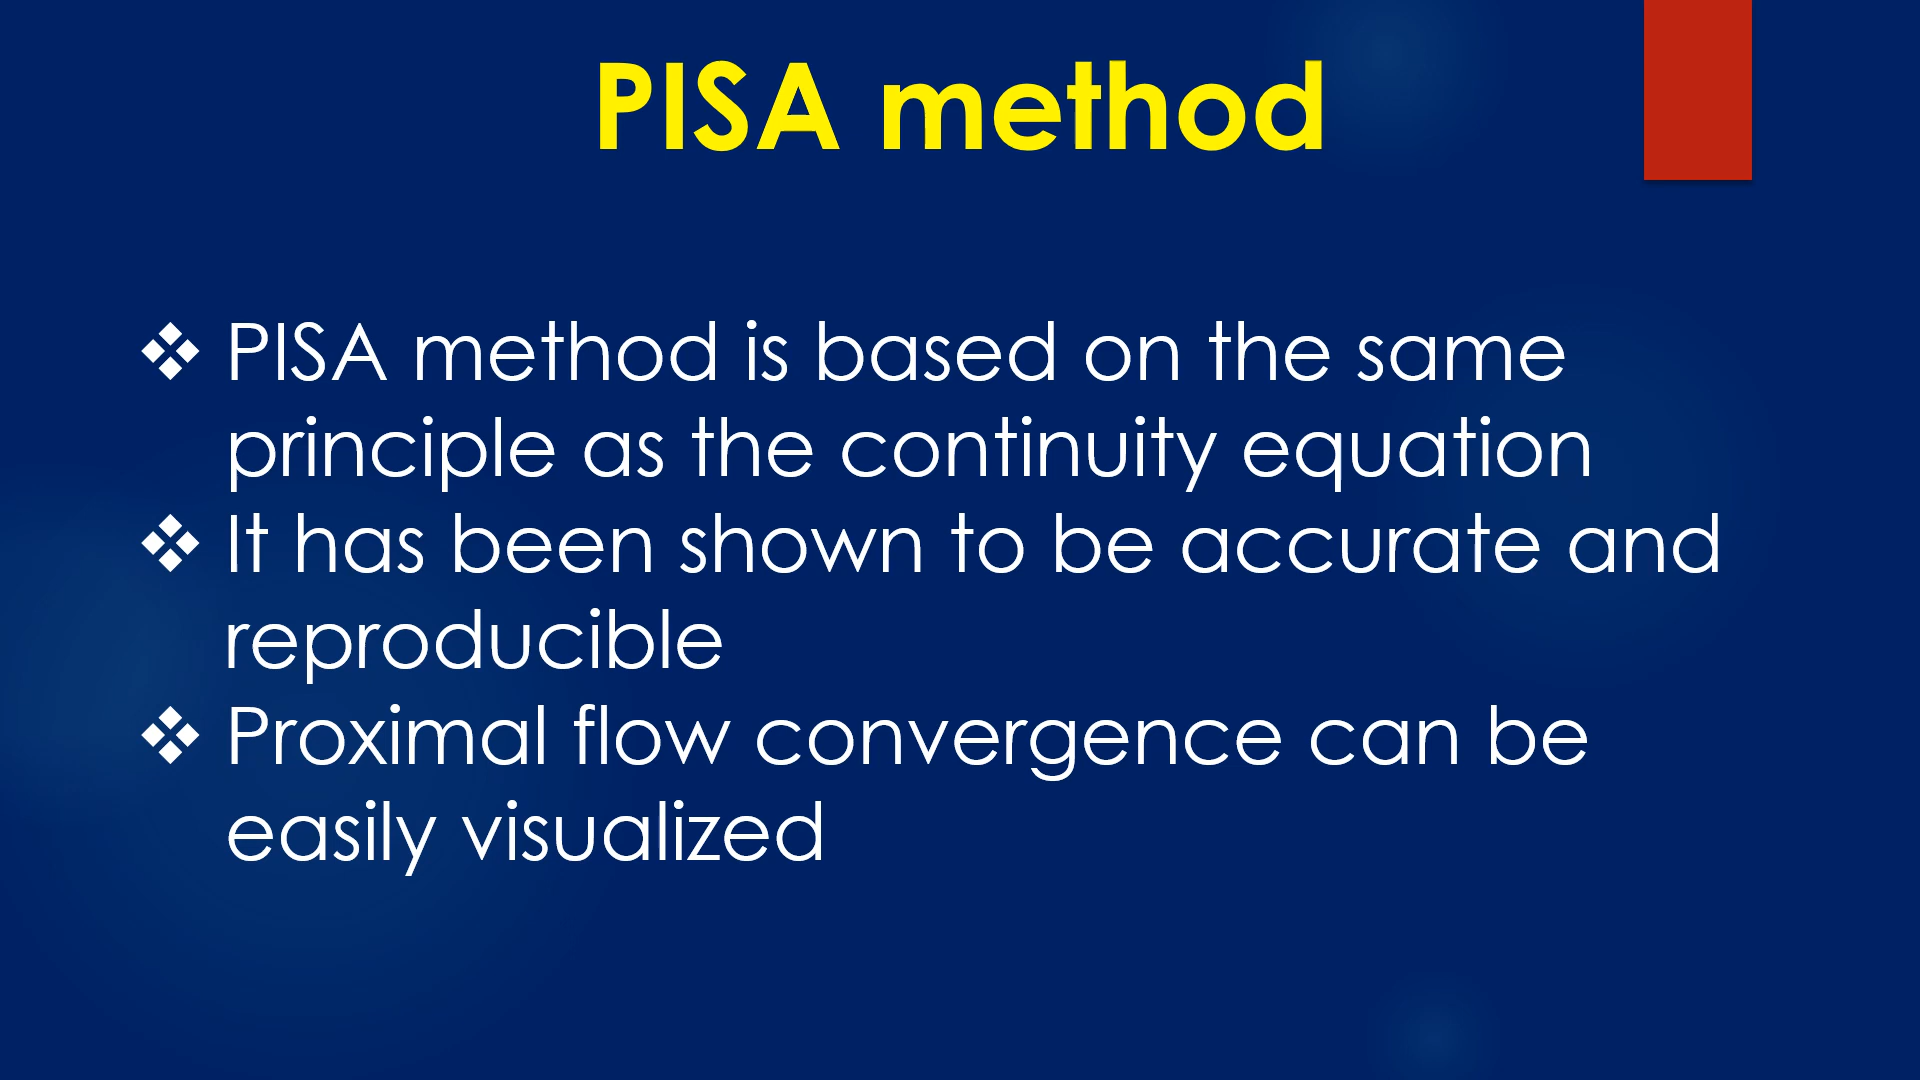 PISA method
❖ PISA method is based on the same
principle as the continuity equation
❖ It has been shown to be accurate and
reproducible
❖ Proximal flow convergence can be
easily visualized